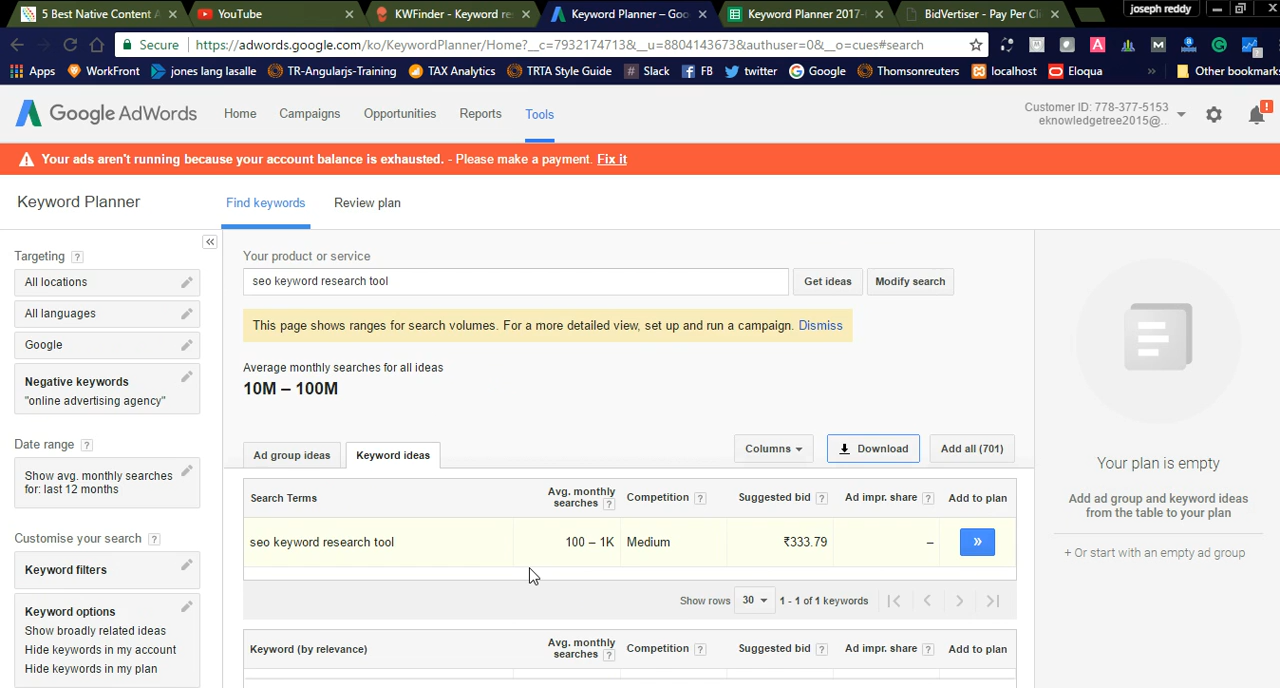 5 Best Native Content A
YouTube
KWFinder - Keyword re
Keyword Planner – Goo
Keyword Planner 2017-
BidVertiser - Pay Per Cli
joseph reddy
Secure
https://adwords.google.com/ko/KeywordPlanner/Home?__c=7932174713&__u=8804143673&authuser=0&__o=cues#search
Apps
WorkFront
jones lang lasalle
TR-Angularjs-Training
TAX Analytics
TRTA Style Guide
Slack
FB
twitter
Google
Thomsonreuters
localhost
Eloqua
»
Other bookmarks
Google AdWords
Home
Campaigns
Opportunities
Reports
Tools
Customer ID: 778-377-5153
eknowledgetree2015@...
Your ads aren't running because your account balance is exhausted. - Please make a payment. Fix it
Keyword Planner
Find keywords
Review plan
Targeting ?
All locations
All languages
Google
Negative keywords
"online advertising agency"
Date range ?
Show avg. monthly searches
for: last 12 months
Customise your search ?
Keyword filters
Keyword options
Show broadly related ideas
Hide keywords in my account
Hide keywords in my plan
Your product or service
seo keyword research tool
Get ideas
Modify search
This page shows ranges for search volumes. For a more detailed view, set up and run a campaign. Dismiss
Average monthly searches for all ideas
10M – 100M
Ad group ideas
Keyword ideas
Columns
Download
Add all (701)
Search Terms
Avg. monthly
searches ?
Competition ?
Suggested bid ?
Ad impr. share ?
Add to plan
seo keyword research tool
100 – 1K
Medium
₹333.79
–
»
Show rows
30
1 - 1 of 1 keywords
Keyword (by relevance)
Avg. monthly
searches ?
Competition ?
Suggested bid ?
Ad impr. share ?
Add to plan
Your plan is empty
Add ad group and keyword ideas
from the table to your plan
+ Or start with an empty ad group